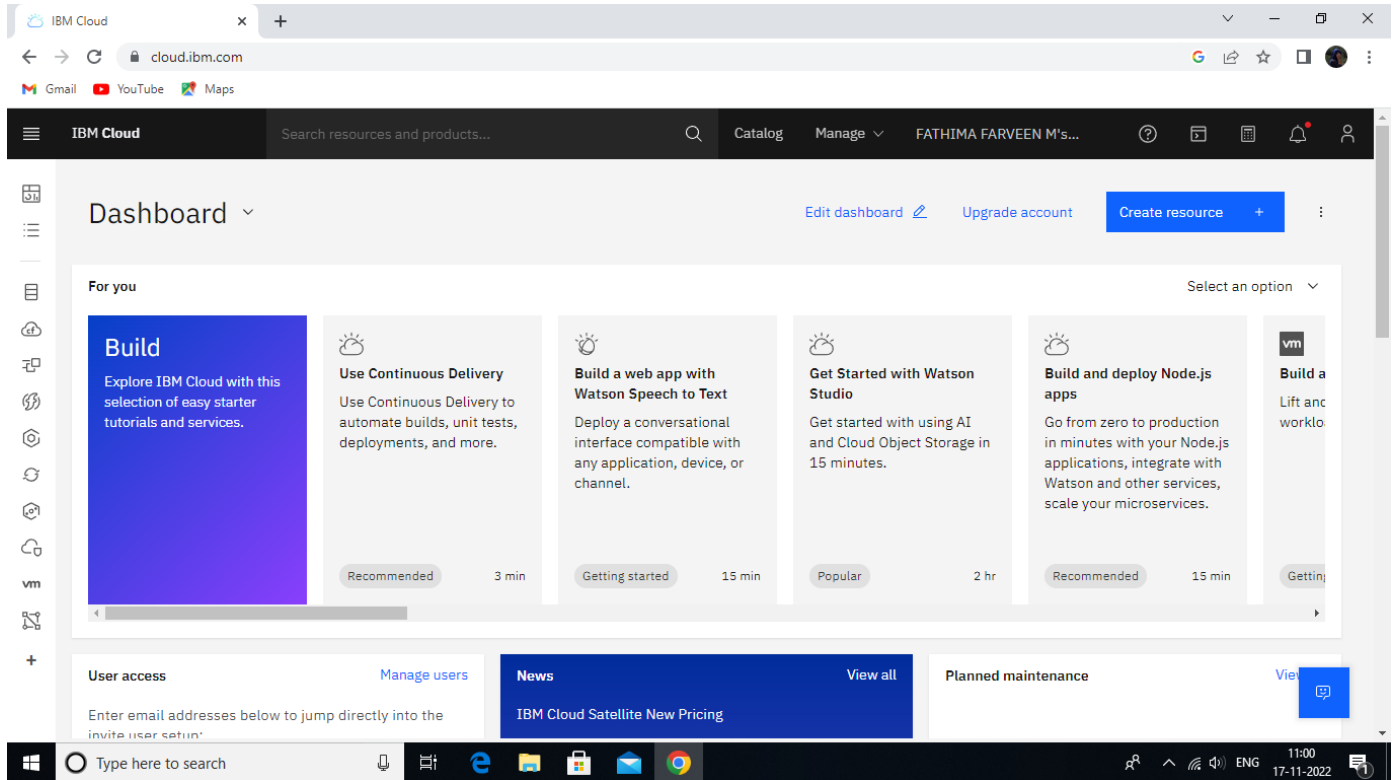 IBM Cloud
cloud.ibm.com
Gmail YouTube Maps
IBM Cloud Search resources and products... Catalog Manage FATHIMA FARVEEN M's...
Dashboard Edit dashboard Upgrade account Create resource +
For you Select an option
Build
Explore IBM Cloud with this
selection of easy starter
tutorials and services.
Use Continuous Delivery
Use Continuous Delivery to
automate builds, unit tests,
deployments, and more.
Recommended 3 min
Build a web app with
Watson Speech to Text
Deploy a conversational
interface compatible with
any application, device, or
channel.
Getting started 15 min
Get Started with Watson
Studio
Get started with using AI
and Cloud Object Storage in
15 minutes.
Popular 2 hr
Build and deploy Node.js
apps
Go from zero to production
in minutes with your Node.js
applications, integrate with
Watson and other services,
scale your microservices.
Recommended 15 min
vm
Build a
Lift and
worklo
Getting
vm
User access Manage users
Enter email addresses below to jump directly into the
invite user setup:
News View all
IBM Cloud Satellite New Pricing
Planned maintenance
Type here to search
ENG
11:00
17-11-2022